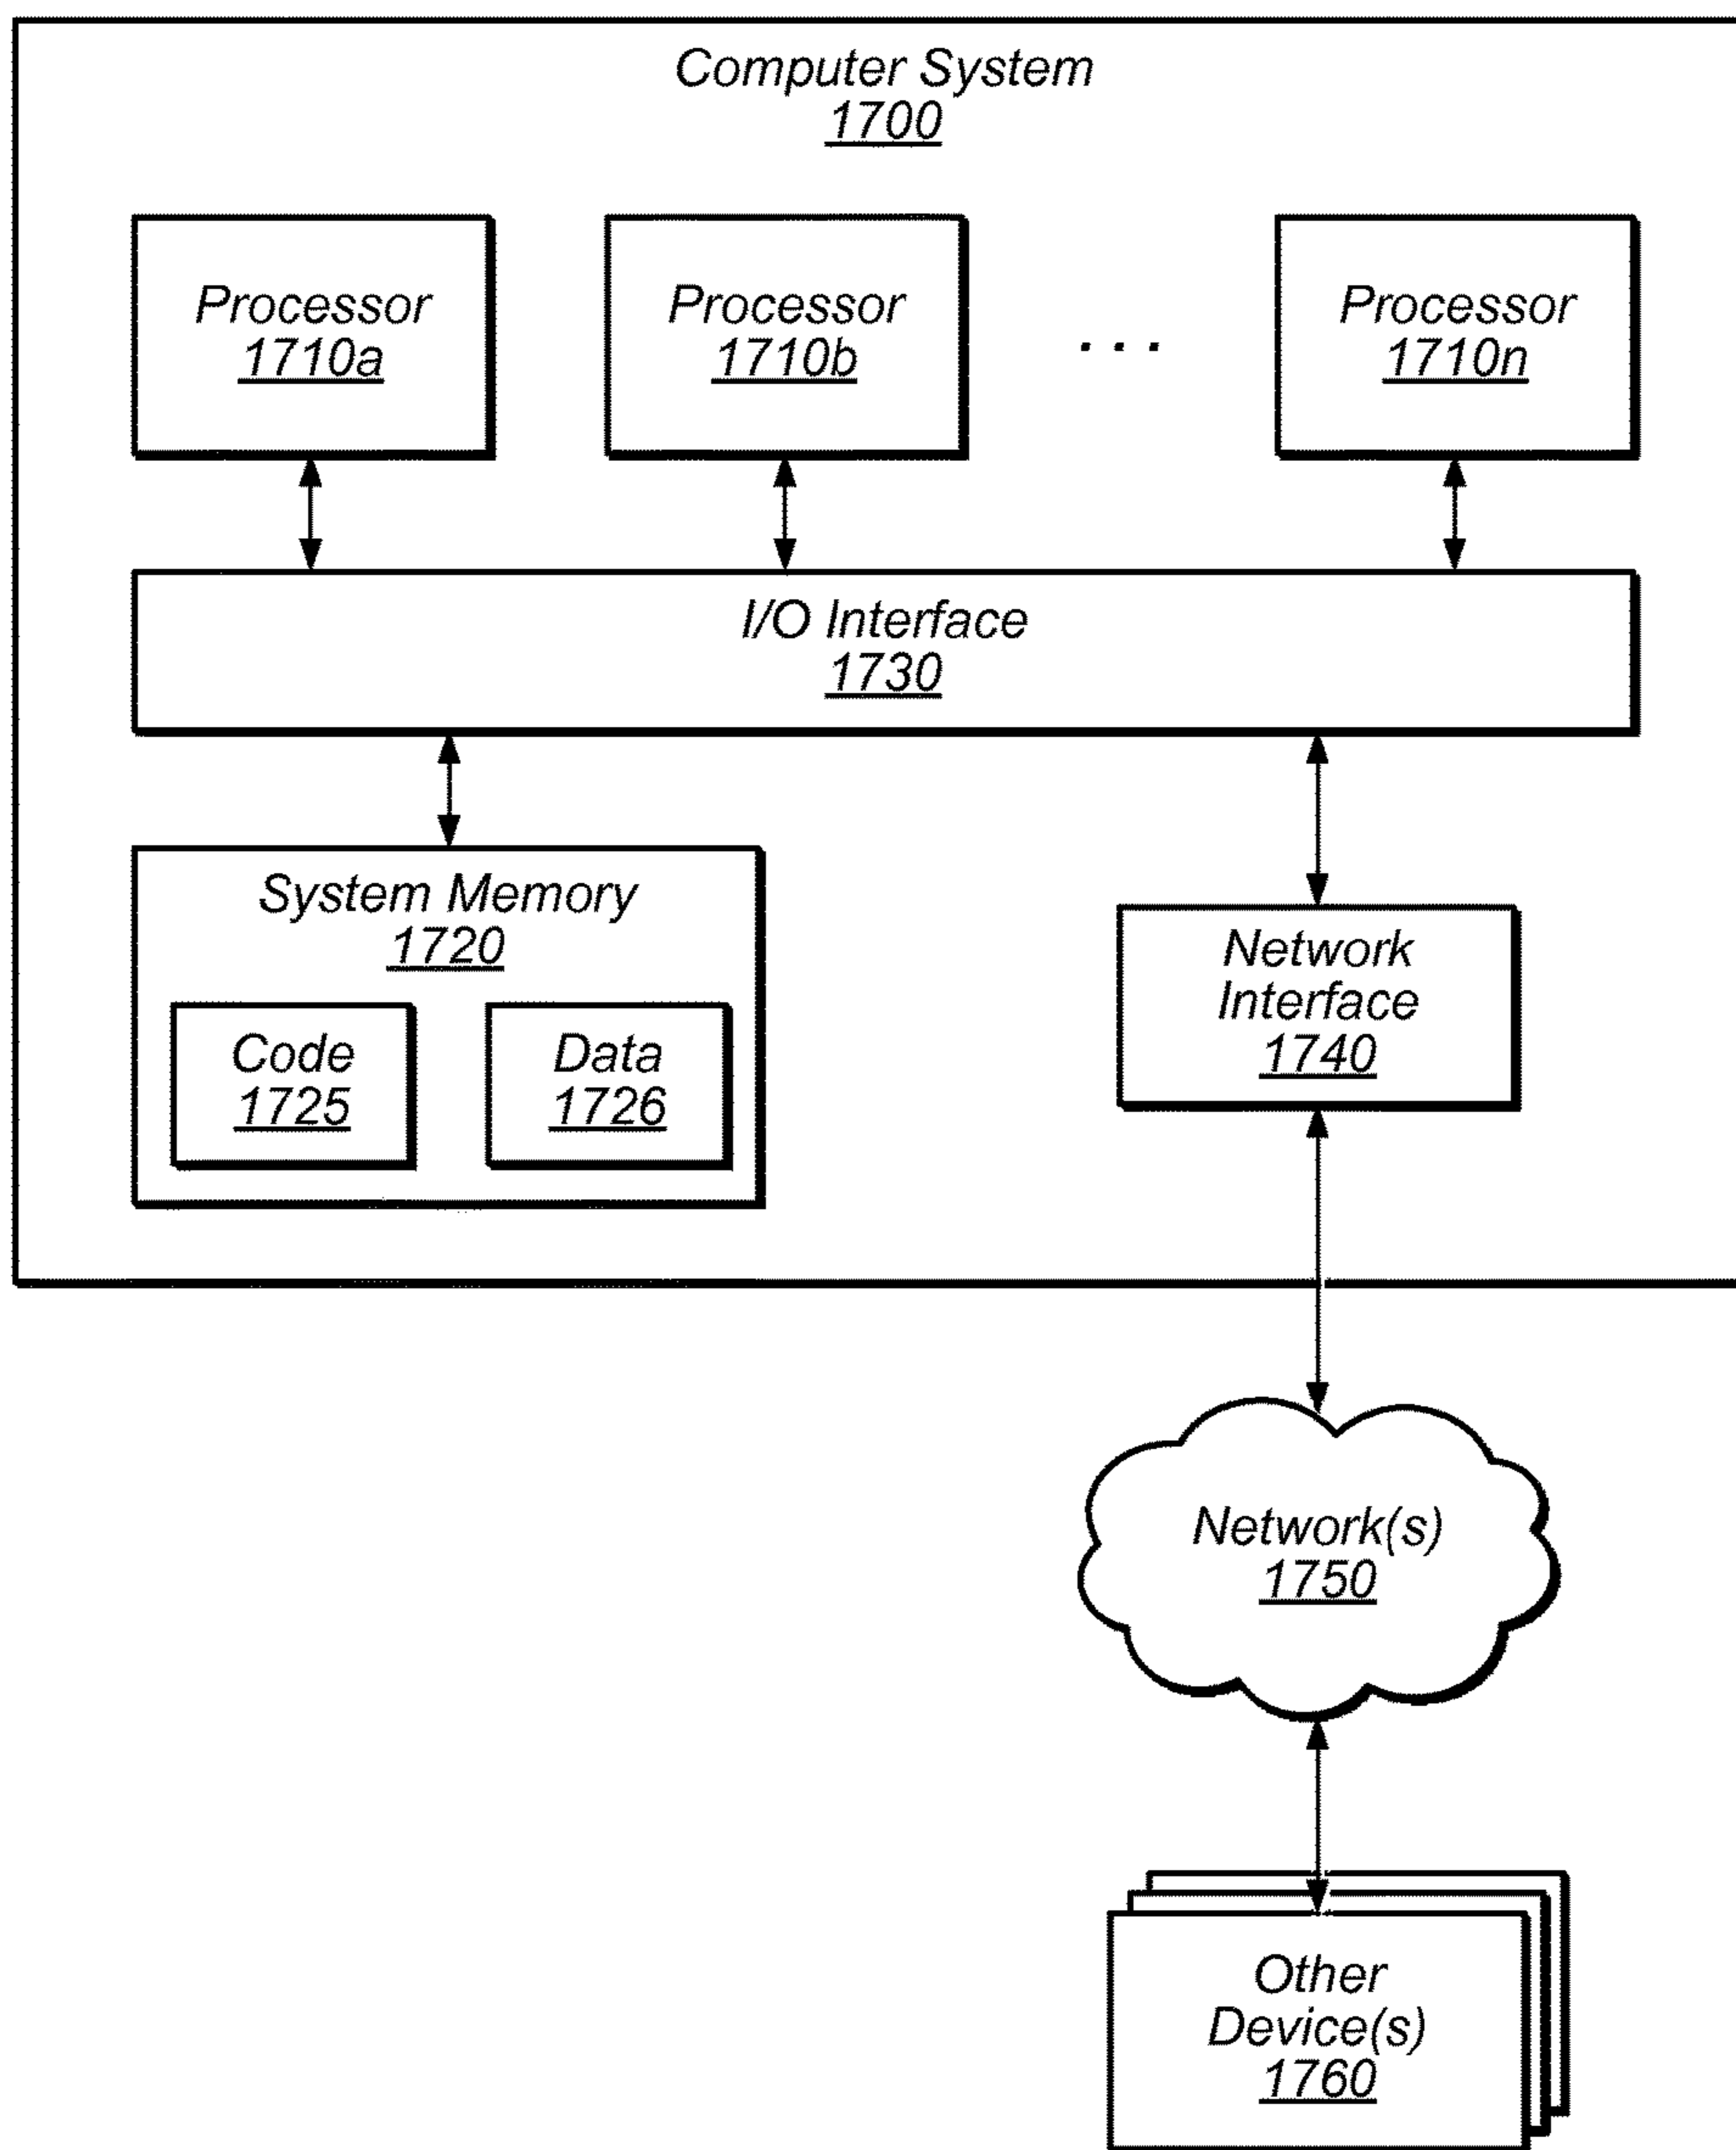 Computer System
1700
Processor
1710a
Processor
1710b
. . .
Processor
1710n
I/O Interface
1730
System Memory
1720
Code
1725
Data
1726
Network
Interface
1740
Network(s)
1750
Other
Device(s)
1760